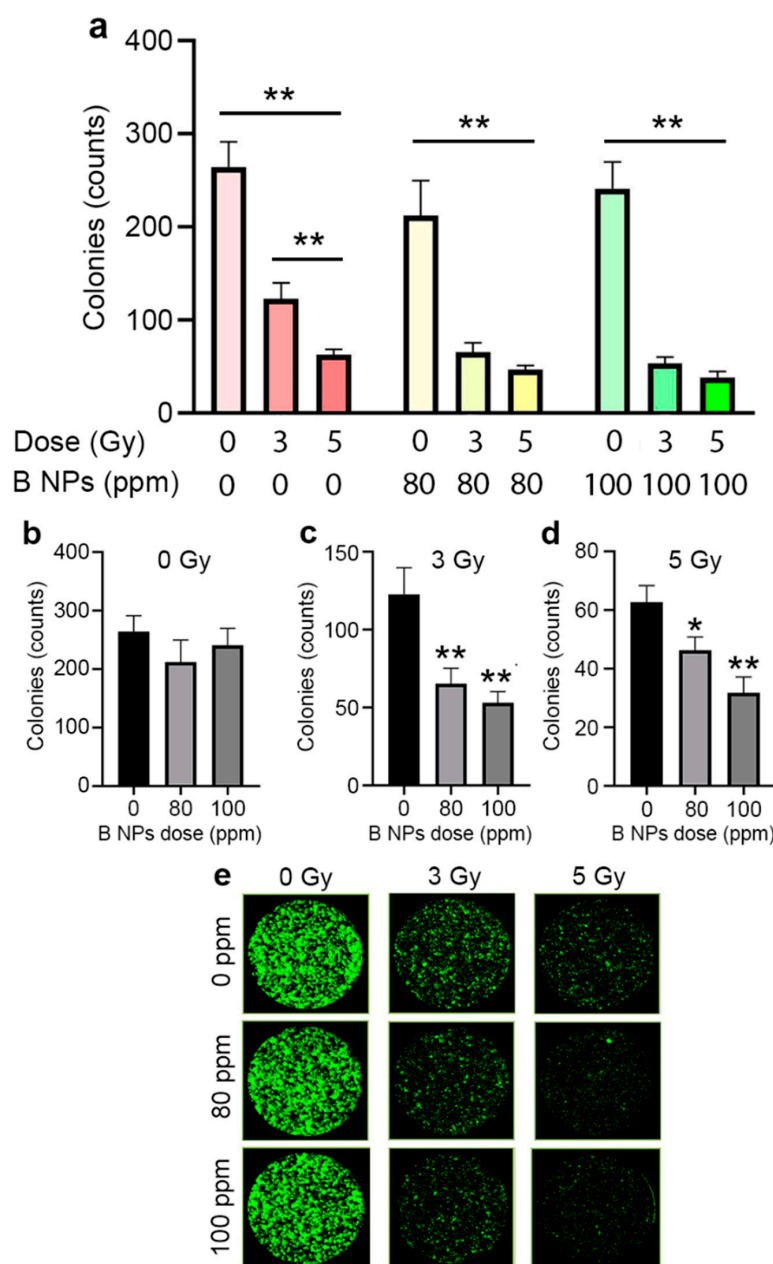 a
400
300
200
100
0
Colonies (counts)
**
**
**
**
Dose (Gy) 0 3 5 0 3 5 0 3 5
B NPs (ppm) 0 0 0 80 80 80 100 100 100
b
0 Gy
400
300
200
100
0
Colonies (counts)
0 80 100
B NPs dose (ppm)
c
3 Gy
150
100
50
0
Colonies (counts)
**
**
0 80 100
B NPs dose (ppm)
d
5 Gy
80
60
40
20
0
Colonies (counts)
*
**
0 80 100
B NPs dose (ppm)
e
0 Gy 3 Gy 5 Gy
0 ppm
80 ppm
100 ppm